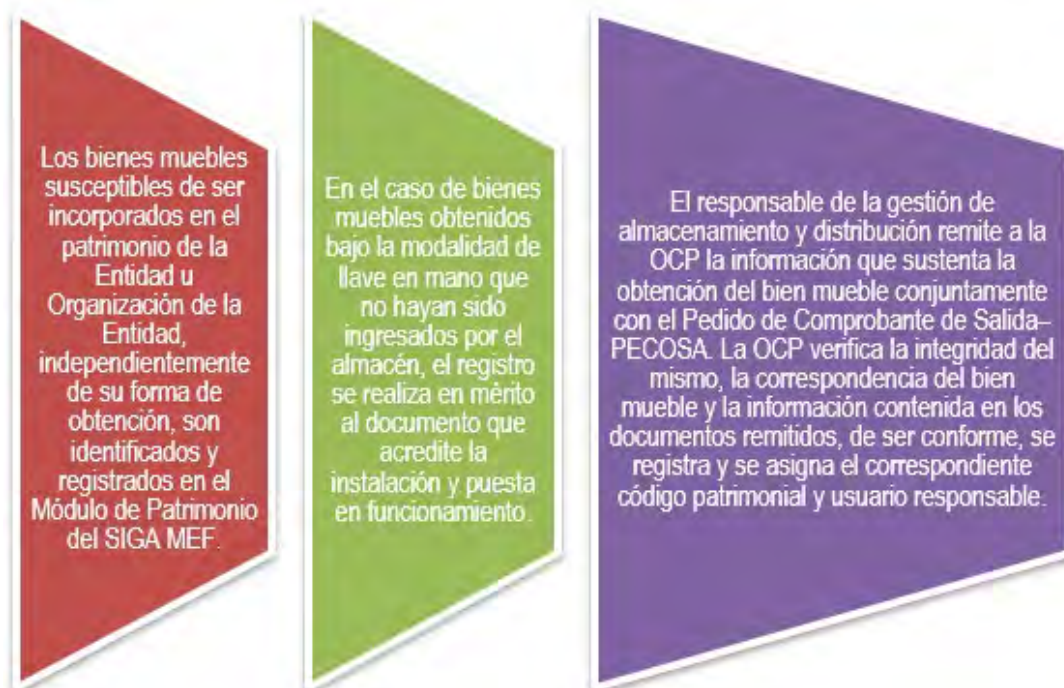 Los bienes muebles
susceptibles de ser
incorporados en el
patrimonio de la
Entidad u
Organización de la
Entidad,
independientemente
de su forma de
obtención, son
identificados y
registrados en el
Módulo de Patrimonio
del SIGA MEF.
En el caso de bienes
muebles obtenidos
bajo la modalidad de
llave en mano que
no hayan sido
ingresados por el
almacén, el registro
se realiza en mérito
al documento que
acredite la
instalación y puesta
en funcionamiento.
El responsable de la gestión de
almacenamiento y distribución remite a la
OCP la información que sustenta la
obtención del bien mueble conjuntamente
con el Pedido de Comprobante de Salida–
PECOSA. La OCP verifica la integridad del
mismo, la correspondencia del bien
mueble y la información contenida en los
documentos remitidos, de ser conforme, se
registra y se asigna el correspondiente
código patrimonial y usuario responsable.